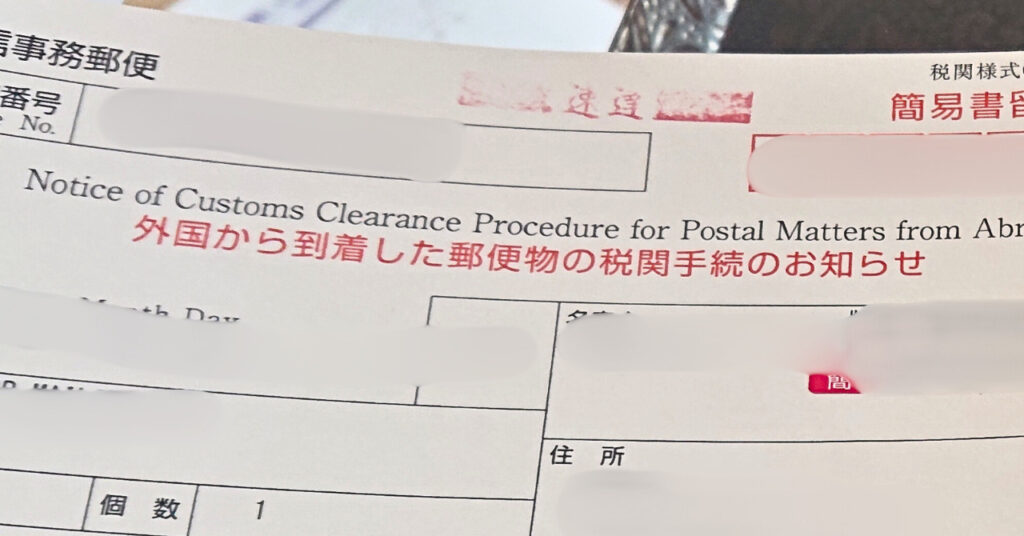 信事務郵便
税関様式
番号
No.
速達
簡易書留
Notice of Customs Clearance Procedure for Postal Matters from Abr
外国から到着した郵便物の税関手続のお知らせ
Month Day
住 所
個 数 1